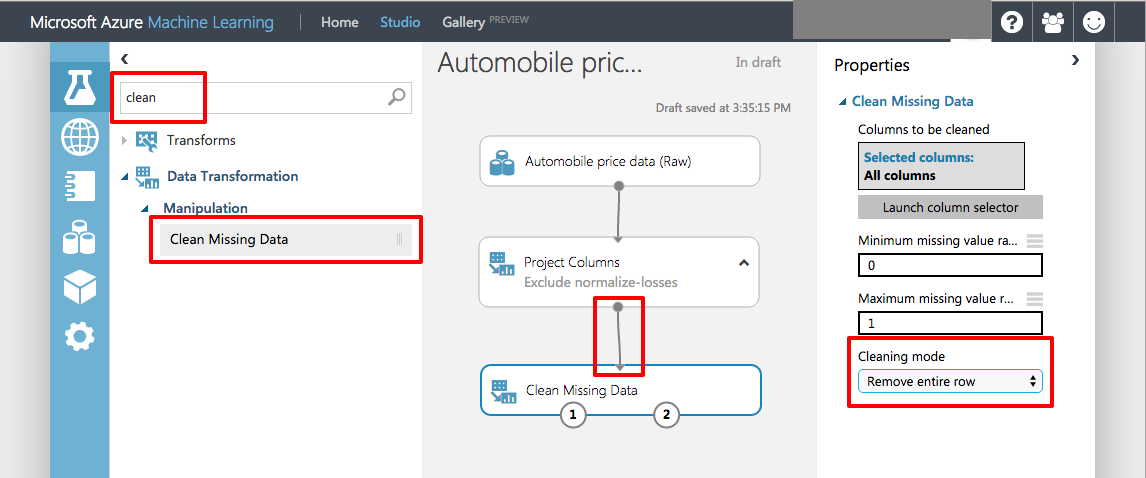 Microsoft Azure Machine Learning | Home Studio Gallery PREVIEW ?
clean
Transforms
Data Transformation
Manipulation
Clean Missing Data
Automobile pric... In draft
Draft saved at 3:35:15 PM
Automobile price data (Raw)
Project Columns
Exclude normalize-losses
Clean Missing Data
1 2
Properties
Clean Missing Data
Columns to be cleaned
Selected columns:
All columns
Launch column selector
Minimum missing value ra...
0
Maximum missing value r...
1
Cleaning mode
Remove entire row